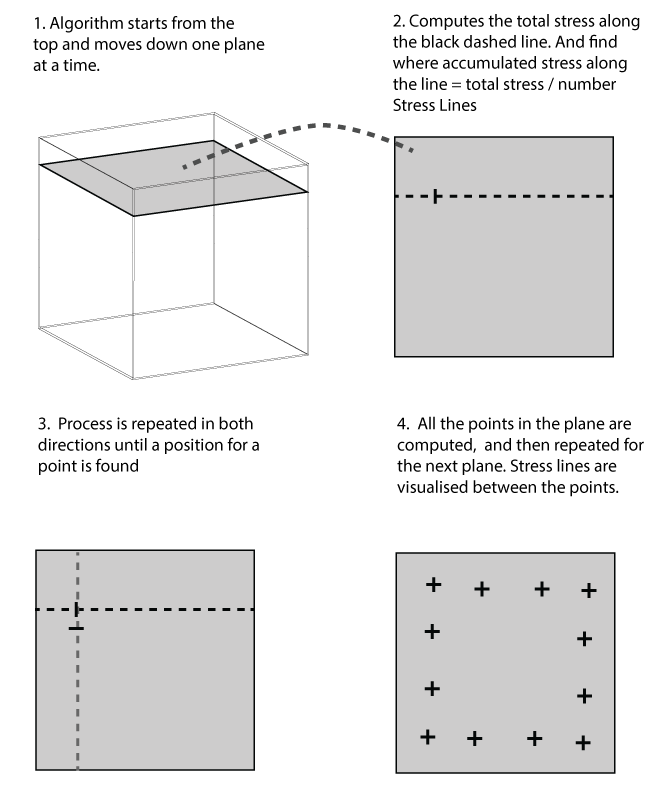 1. Algorithm starts from the
top and moves down one plane
at a time.
2. Computes the total stress along
the black dashed line. And find
where accumulated stress along
the line = total stress / number
Stress Lines
3. Process is repeated in both
directions until a position for a
point is found
4. All the points in the plane are
computed, and then repeated for
the next plane. Stress lines are
visualised between the points.